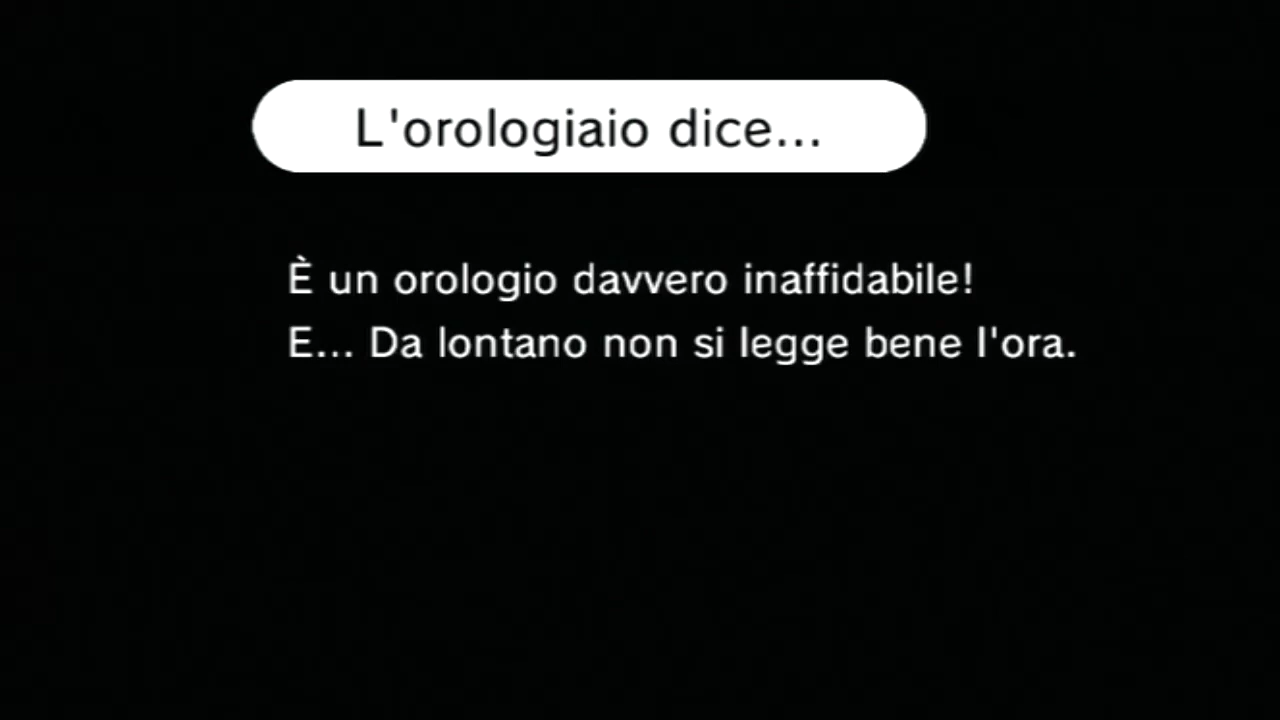 L'orologiaio dice...
È un orologio davvero inaffidabile!
E... Da lontano non si legge bene l'ora.